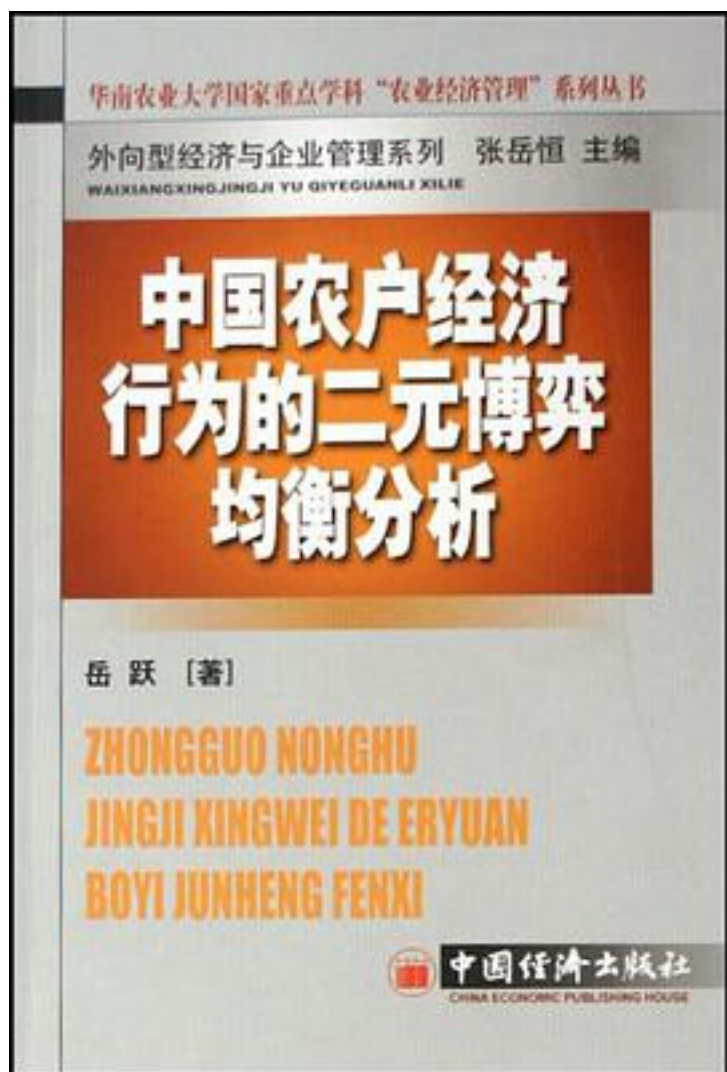 华南农业大学国家重点学科“农业经济管理”系列丛书
外向型经济与企业管理系列 张岳恒 主编
WAIXIANGXINGJINGJI YU QIYEGUANLI XILIE
中国农户经济
行为的二元博弈
均衡分析
岳 跃 [著]
ZHONGGUO NONGHU
JINGJI XINGWEI DE ERYUAN
BOYI JUNHENG FENXI
中国经济出版社
CHINA ECONOMIC PUBLISHING HOUSE